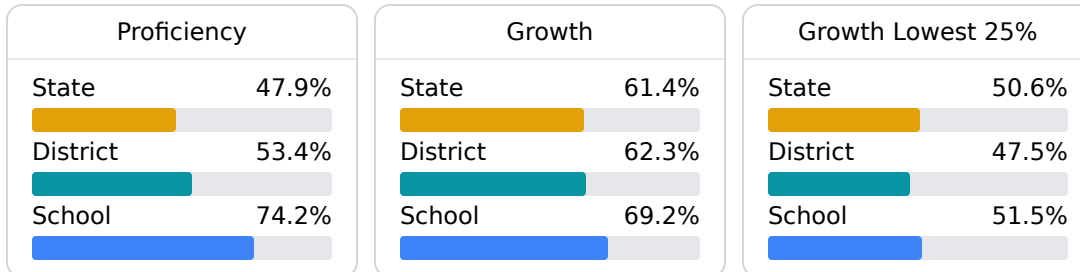 Proficiency
State 47.9%
District 53.4%
School 74.2%
Growth
State 61.4%
District 62.3%
School 69.2%
Growth Lowest 25%
State 50.6%
District 47.5%
School 51.5%